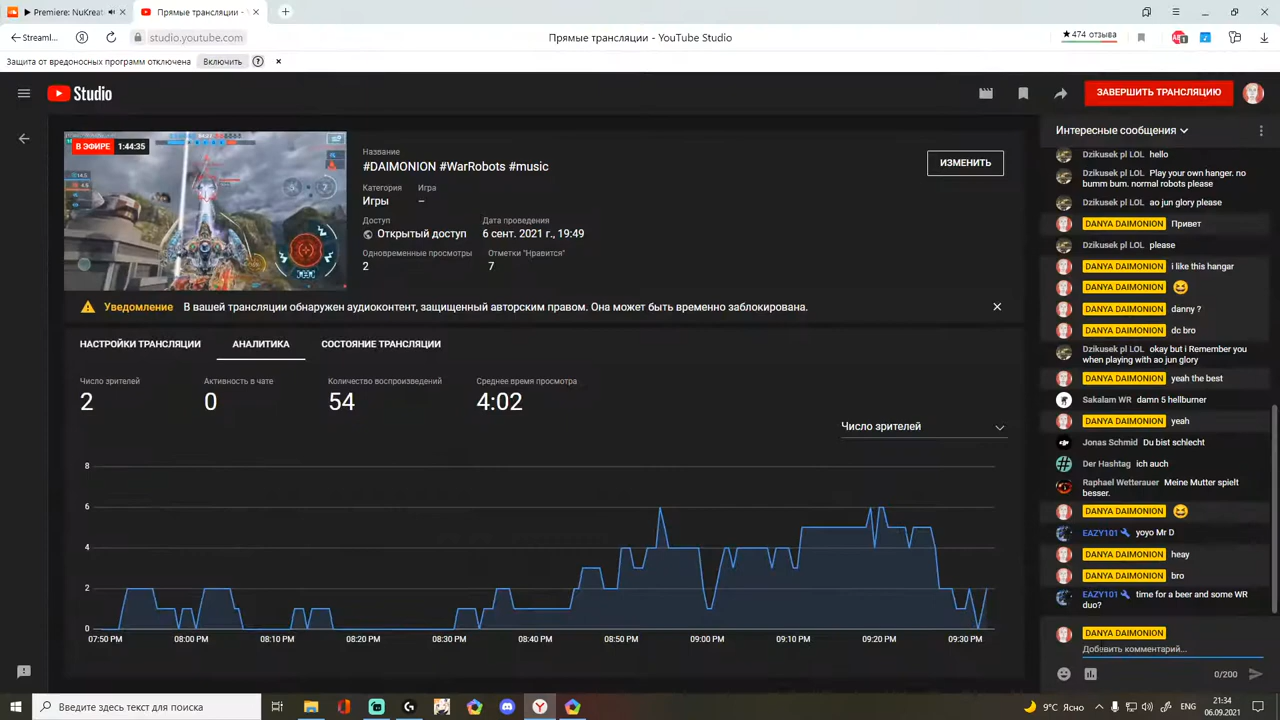 Premiere: NuKreat
Прямые трансляции -
Streaml...
studio.youtube.com
Прямые трансляции - YouTube Studio
★474 отзыва
Защита от вредоносных программ отключена
Включить
Studio
ЗАВЕРШИТЬ ТРАНСЛЯЦИЮ
В ЭФИРЕ 1:44:35
Название
#DAIMONION #WarRobots #music
ИЗМЕНИТЬ
Категория Игра
Игры –
Доступ Дата проведения
Открытый доступ 6 сент. 2021 г., 19:49
Одновременные просмотры Отметки "Нравится"
2 7
Уведомление В вашей трансляции обнаружен аудиоконтент, защищенный авторским правом. Она может быть временно заблокирована.
НАСТРОЙКИ ТРАНСЛЯЦИИ АНАЛИТИКА СОСТОЯНИЕ ТРАНСЛЯЦИИ
Число зрителей Активность в чате Количество воспроизведений Среднее время просмотра
2 0 54 4:02
Число зрителей
8
6
4
2
0
07:50 PM 08:00 PM 08:10 PM 08:20 PM 08:30 PM 08:40 PM 08:50 PM 09:00 PM 09:10 PM 09:20 PM 09:30 PM
Интересные сообщения
Dzikusek pl LOL hello
Dzikusek pl LOL Play your own hanger. no
bumm bum. normal robots please
Dzikusek pl LOL ao jun glory please
DANYA DAIMONION Привет
Dzikusek pl LOL please
DANYA DAIMONION i like this hangar
DANYA DAIMONION 😆
DANYA DAIMONION danny ?
DANYA DAIMONION dc bro
Dzikusek pl LOL okay but i Remember you
when playing with ao jun glory
DANYA DAIMONION yeah the best
Sakalam WR damn 5 hellburner
DANYA DAIMONION yeah
Jonas Schmid Du bist schlecht
Der Hashtag ich auch
Raphael Wetterauer Meine Mutter spielt
besser.
DANYA DAIMONION 😆
EAZY101 yoyo Mr D
DANYA DAIMONION heay
DANYA DAIMONION bro
EAZY101 time for a beer and some WR
duo?
DANYA DAIMONION
Добавить комментарий...
0/200
Введите здесь текст для поиска
9°C Ясно
ENG
21:34
06.09.2021